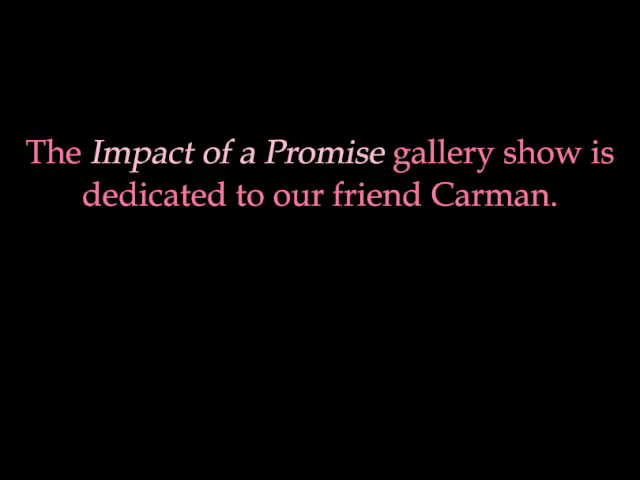 The Impact of a Promise gallery show is
dedicated to our friend Carman.